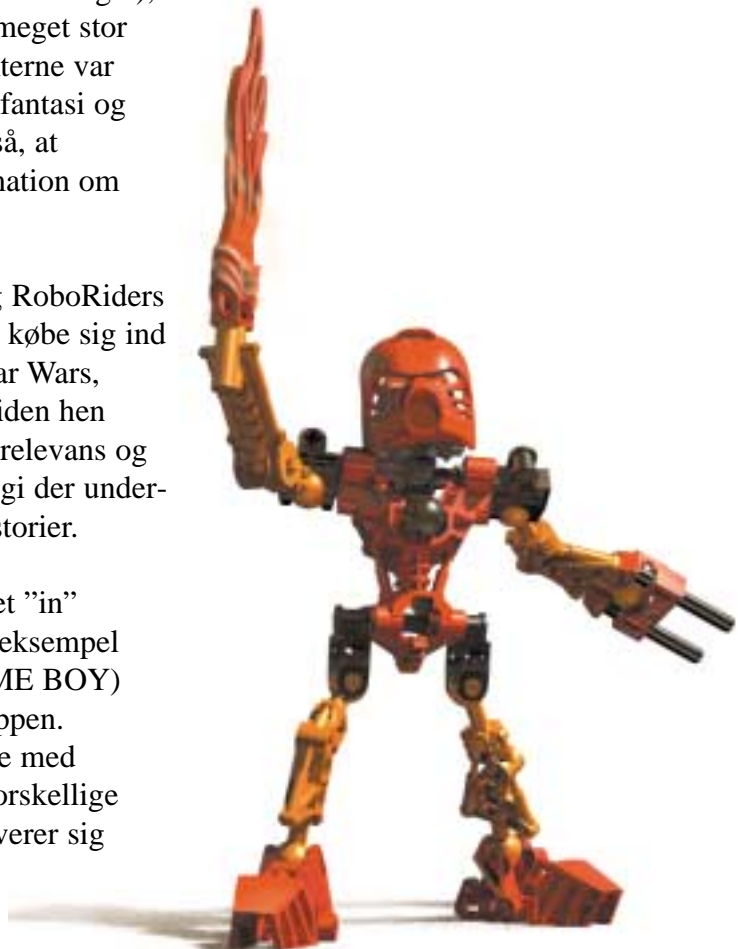 meget stor
terne var
fantasi og
så, at
nation om
RoboRiders
købe sig ind
ar Wars,
iden hen
relevans og
gi der under-
storier.
et ”in”
eksempel
ME BOY)
ppen.
e med
orskellige
verer sig